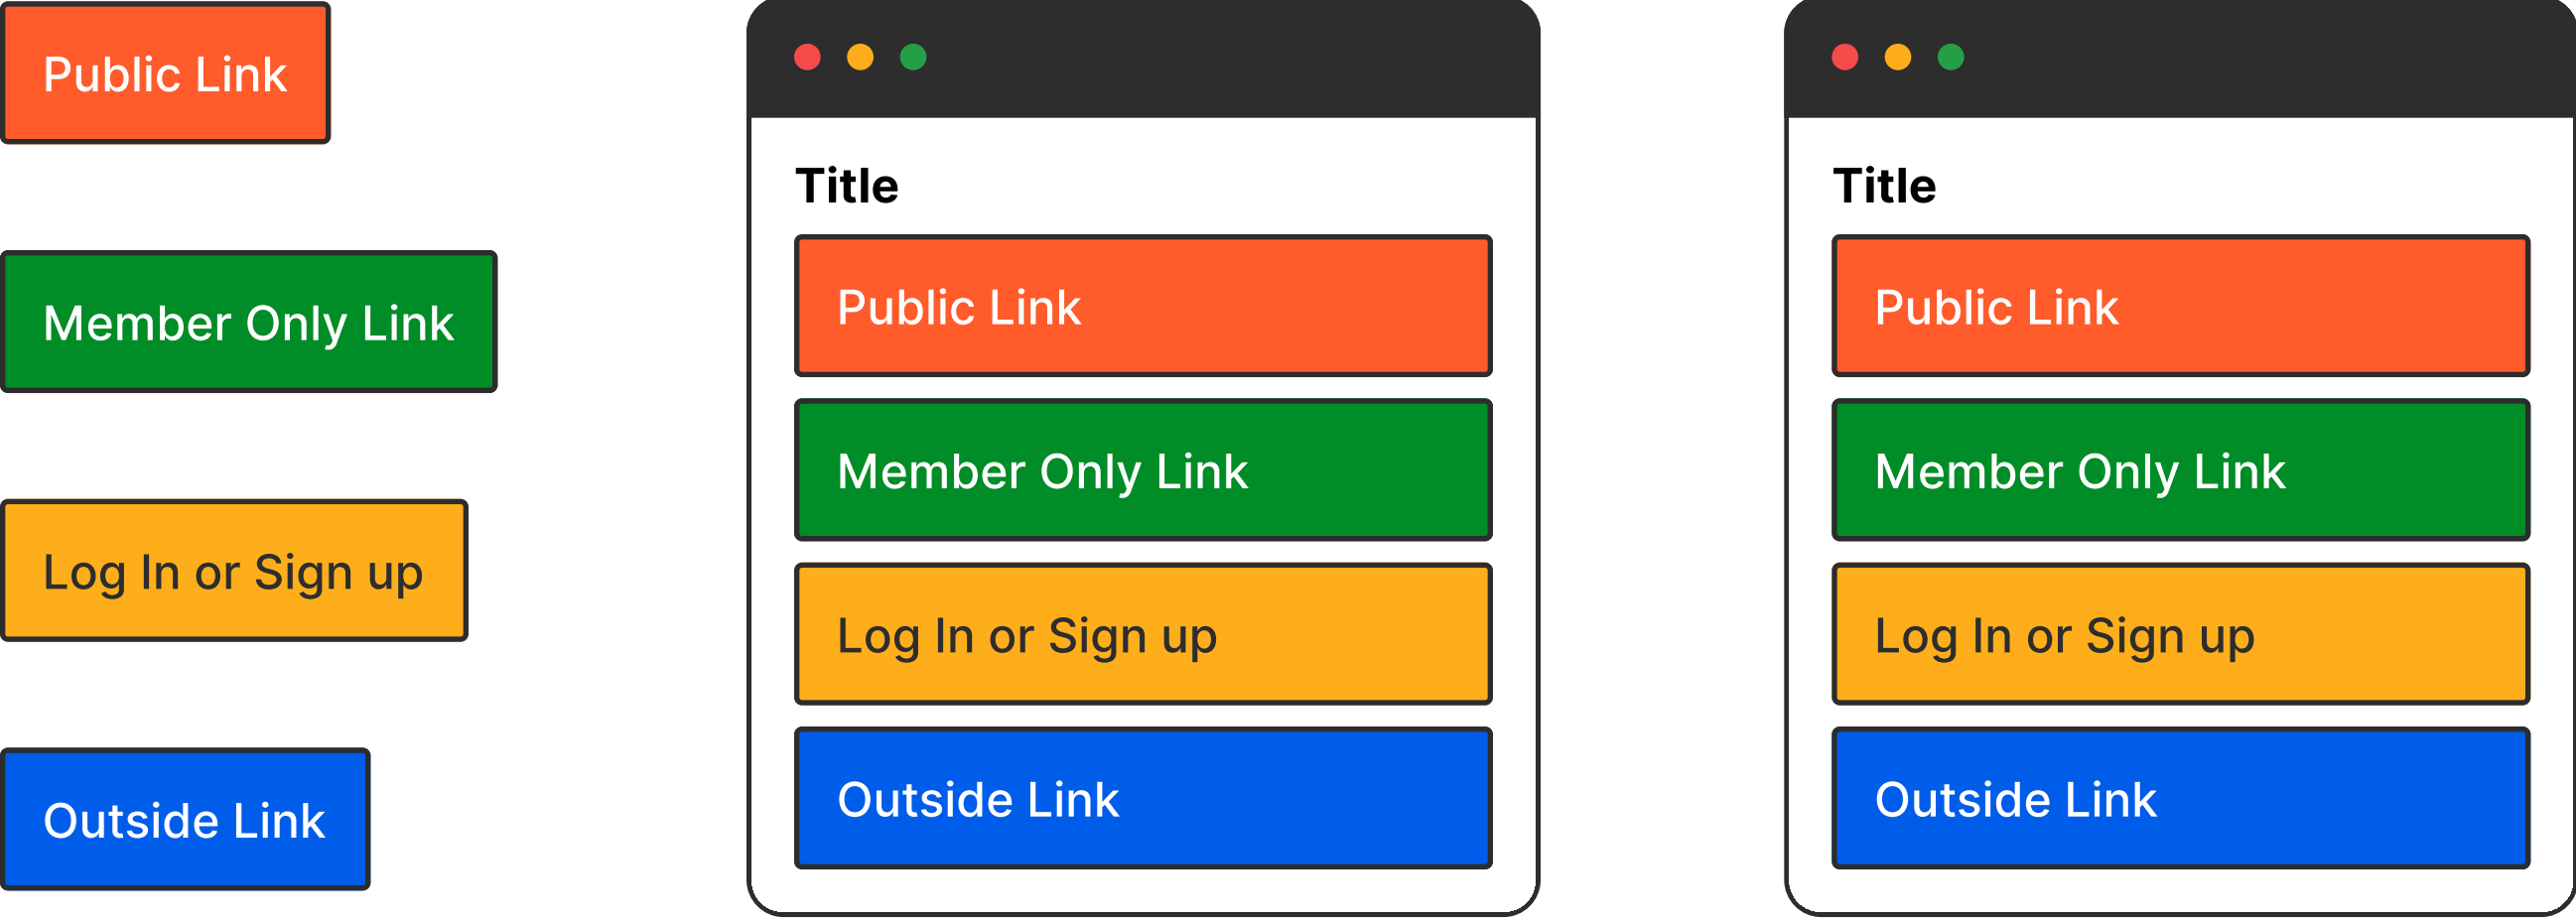 Public Link
Member Only Link
Log In or Sign up
Outside Link
Title
Public Link
Member Only Link
Log In or Sign up
Outside Link
Title
Public Link
Member Only Link
Log In or Sign up
Outside Link